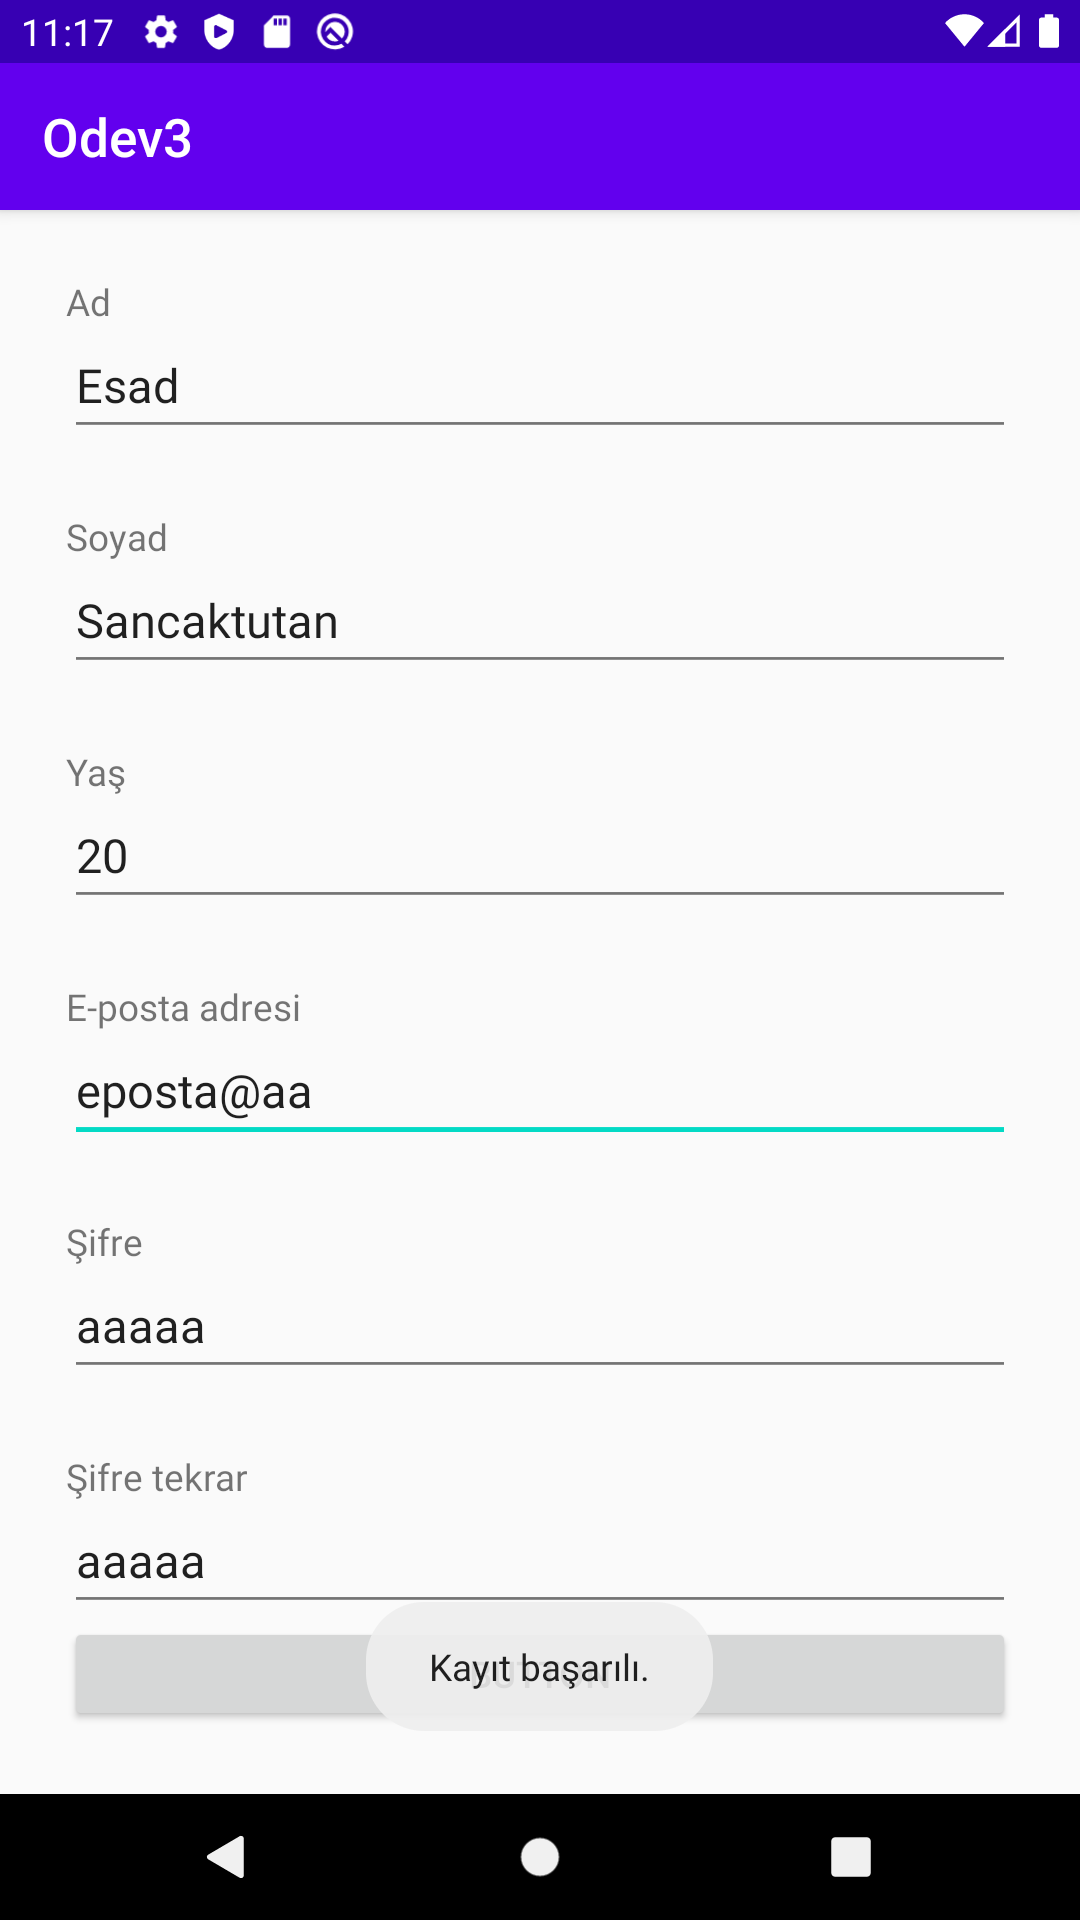 11:17
Odev3
Ad
Esad
Soyad
Sancaktutan
Yaş
20
E-posta adresi
eposta@aa
Şifre
aaaaa
Şifre tekrar
aaaaa
Kayıt başarılı.